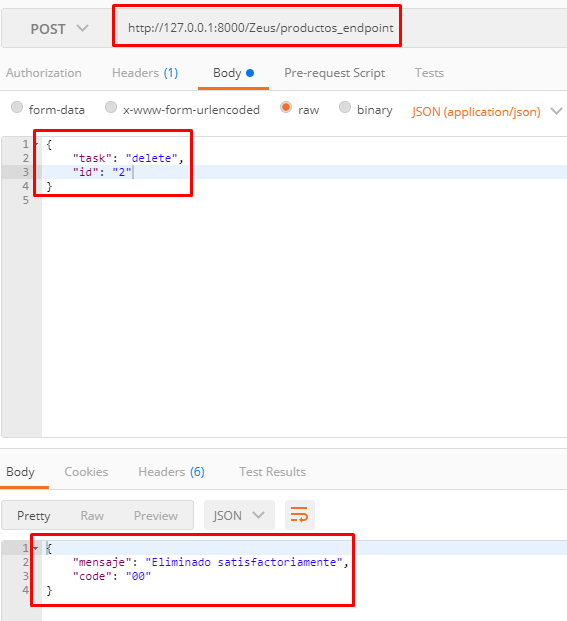 POST http://127.0.0.1:8000/Zeus/productos_endpoint
Authorization Headers (1) Body Pre-request Script Tests
form-data x-www-form-urlencoded raw binary JSON (application/json)
1 {
2 "task": "delete",
3 "id": "2"
4 }
5
Body Cookies Headers (6) Test Results
Pretty Raw Preview JSON
1 {
2 "mensaje": "Eliminado satisfactoriamente",
3 "code": "00"
4 }